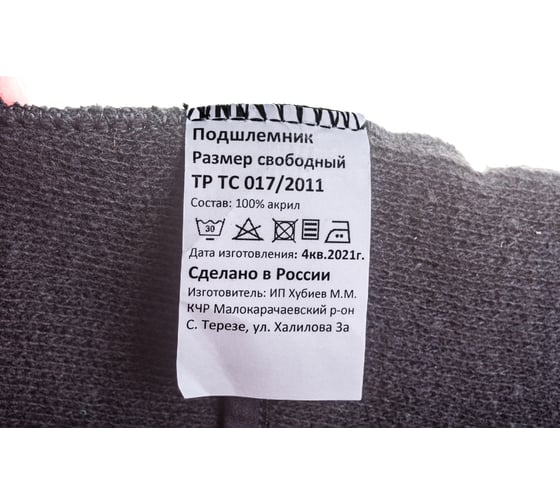 Подшлемник
Размер свободный
ТР ТС 017/2011
Состав: 100% акрил
30
Дата изготовления: 4кв.2021г.
Сделано в России
Изготовитель: ИП Хубиев М.М.
КЧР Малокарачаевский р-он
С. Терезе, ул. Халилова 3а